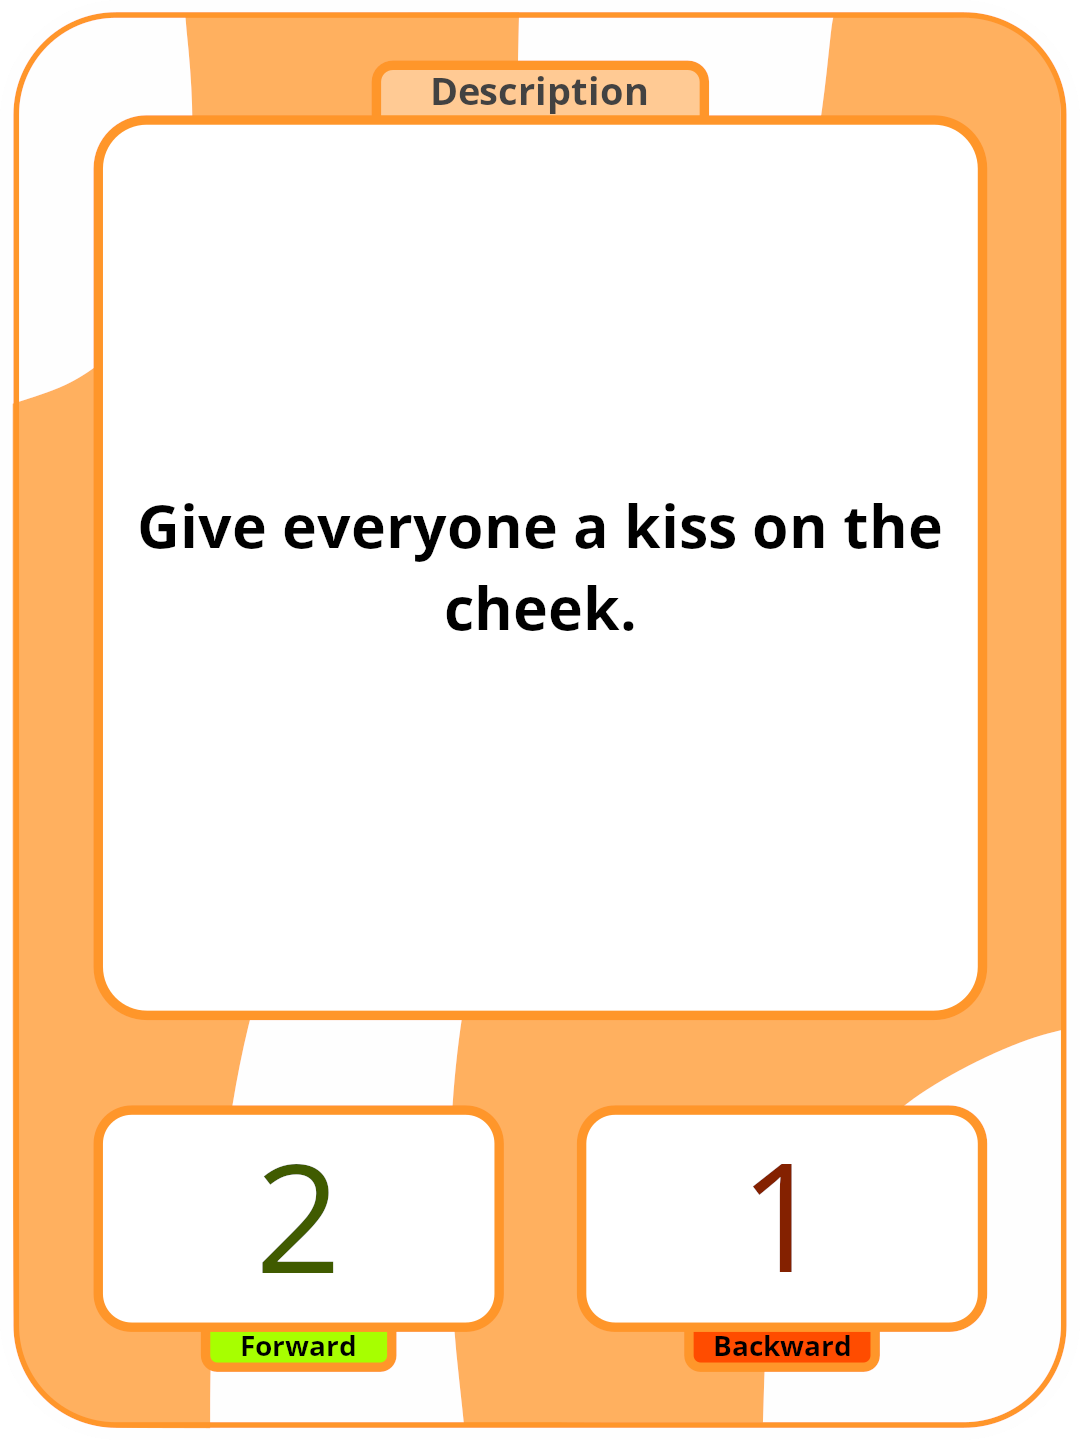 Description
Give everyone a kiss on the
cheek.
2
1
Forward
Backward